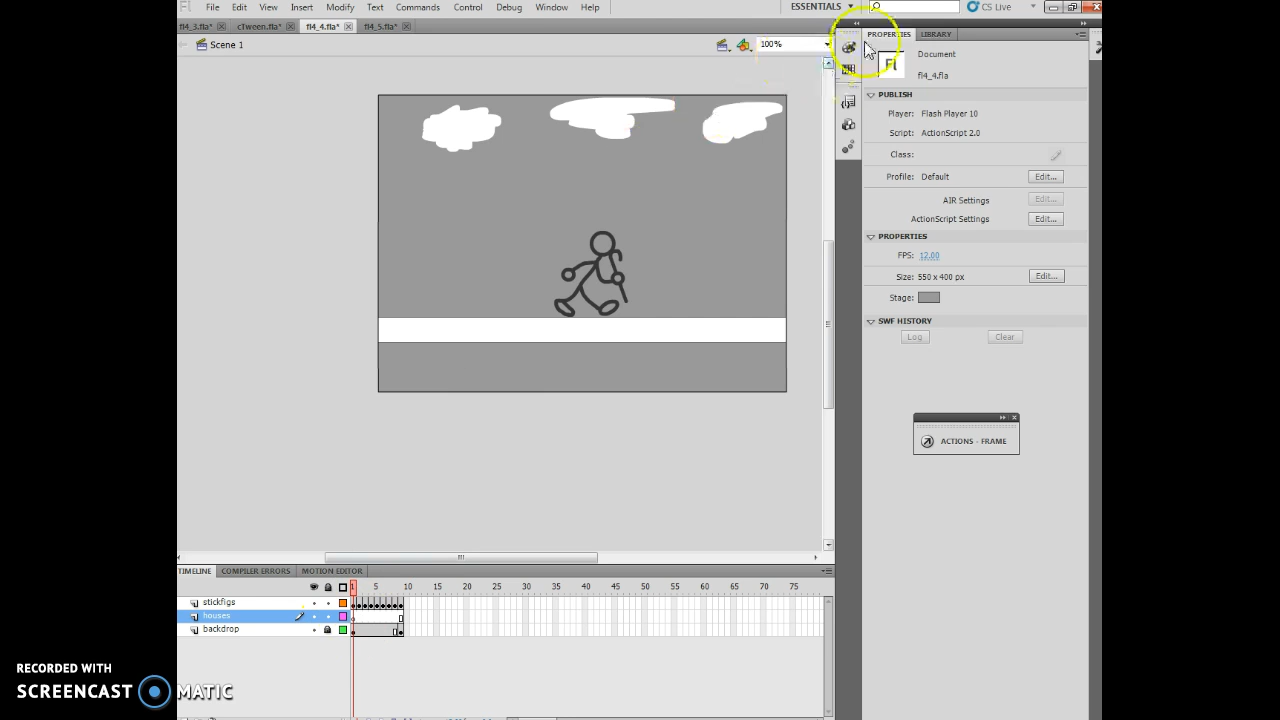 File Edit View Insert Modify Text Commands Control Debug Window Help ESSENTIALS CS Live
fl4_3.fla* cTween.fla* fl4_4.fla* fl4_5.fla*
Scene 1 100%
PROPERTIES LIBRARY
Document
Fl
fl4_4.fla
PUBLISH
Player: Flash Player 10
Script: ActionScript 2.0
Class:
Profile: Default Edit...
AIR Settings Edit...
ActionScript Settings Edit...
PROPERTIES
FPS: 12.00
Size: 550 x 400 px Edit...
Stage:
SWF HISTORY
Log Clear
ACTIONS - FRAME
TIMELINE COMPILER ERRORS MOTION EDITOR
1 5 10 15 20 25 30 35 40 45 50 55 60 65 70 75
stickfigs
houses
backdrop
RECORDED WITH
SCREENCAST MATIC